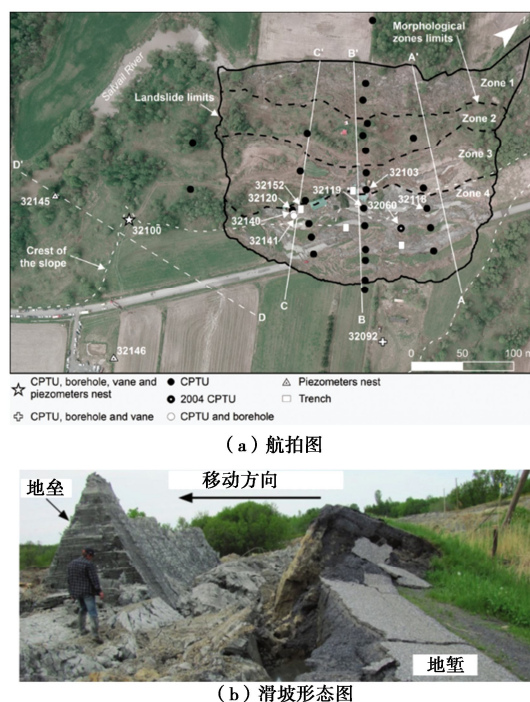 Morphological
zones limits
Salvail River
C'
B'
A'
Zone 1
Landslide limits
Zone 2
Zone 3
D'
32103
32152
32119
Zone 4
32145
32120
32060
32118
32140
32100
32141
Crest of
the slope
C
B
A
D
32092
32146
0
50
100 m
CPTU, borehole, vane and
piezometers nest
CPTU
Piezometers nest
2004 CPTU
Trench
CPTU, borehole and vane
CPTU and borehole
(a)航拍图
地垒
移动方向
地堑
(b)滑坡形态图